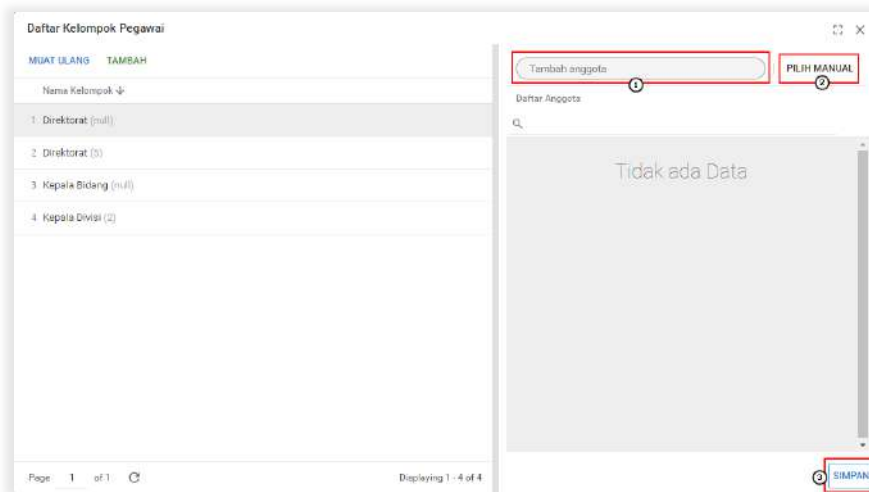 Daftar Kelompok Pegawai
MUAT ULANG TAMBAH
Nama Kelompok
1 Direktorat (null)
2 Direktorat (5)
3 Kepala Bidang (null)
4 Kepala Divisi (2)
Page 1 of 1
Displaying 1 - 4 of 4
Tambah anggota
1
PILIH MANUAL
2
Daftar Anggota
Tidak ada Data
3 SIMPAN